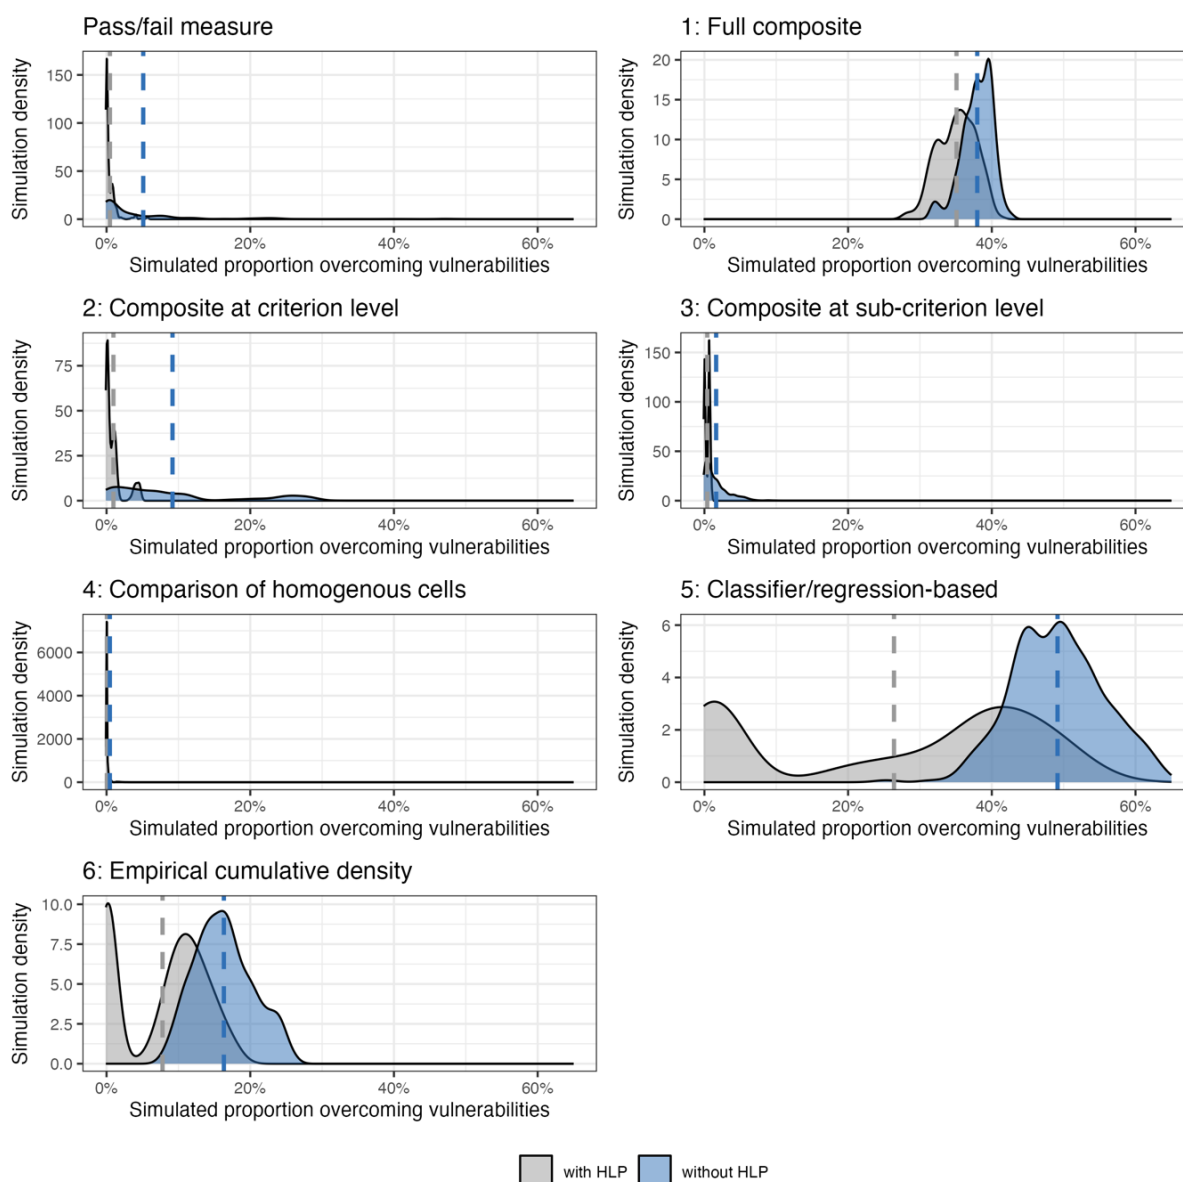 Pass/fail measure
Simulation density
150
100
50
0
0% 20% 40% 60%
Simulated proportion overcoming vulnerabilities
1: Full composite
Simulation density
20
15
10
5
0
0% 20% 40% 60%
Simulated proportion overcoming vulnerabilities
2: Composite at criterion level
Simulation density
75
50
25
0
0% 20% 40% 60%
Simulated proportion overcoming vulnerabilities
3: Composite at sub-criterion level
Simulation density
150
100
50
0
0% 20% 40% 60%
Simulated proportion overcoming vulnerabilities
4: Comparison of homogenous cells
Simulation density
6000
4000
2000
0
0% 20% 40% 60%
Simulated proportion overcoming vulnerabilities
5: Classifier/regression-based
Simulation density
6
4
2
0
0% 20% 40% 60%
Simulated proportion overcoming vulnerabilities
6: Empirical cumulative density
Simulation density
10.0
7.5
5.0
2.5
0.0
0% 20% 40% 60%
Simulated proportion overcoming vulnerabilities
with HLP without HLP